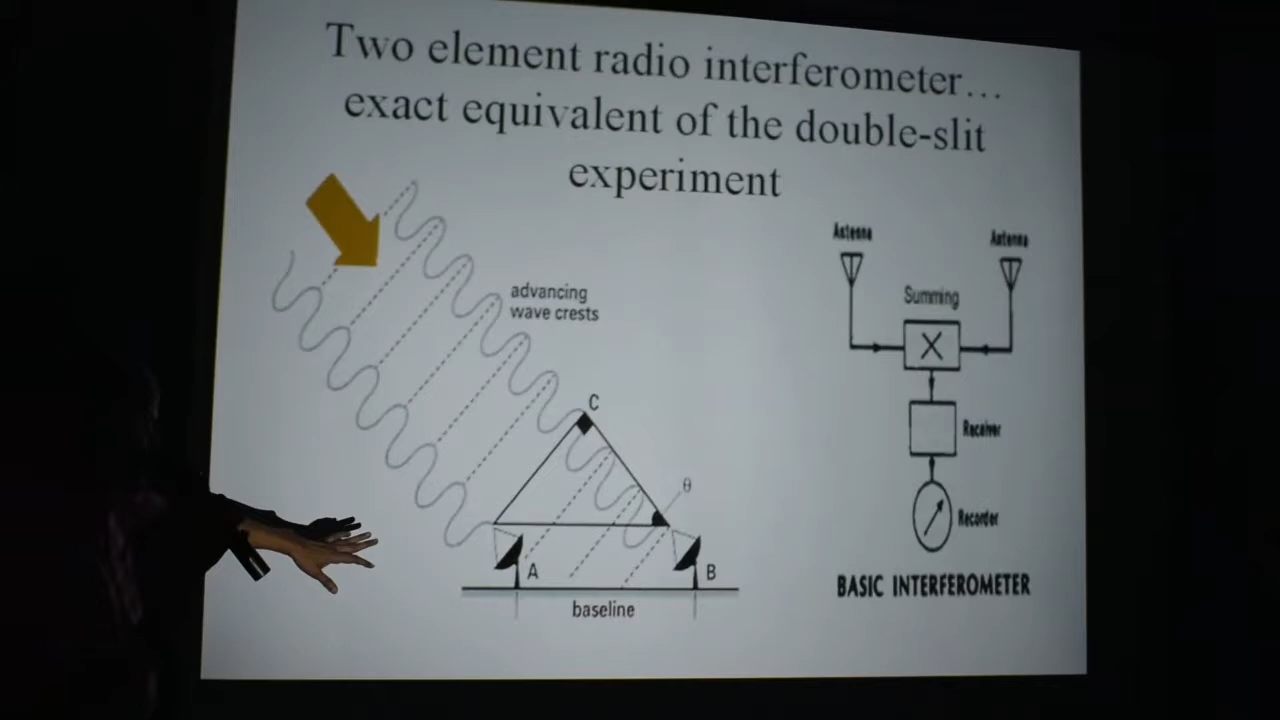 Two element radio interferometer...
exact equivalent of the double-slit
experiment
advancing
wave crests
C
θ
A
B
baseline
Antenna
Antenna
Summing
Receiver
Recorder
BASIC INTERFEROMETER